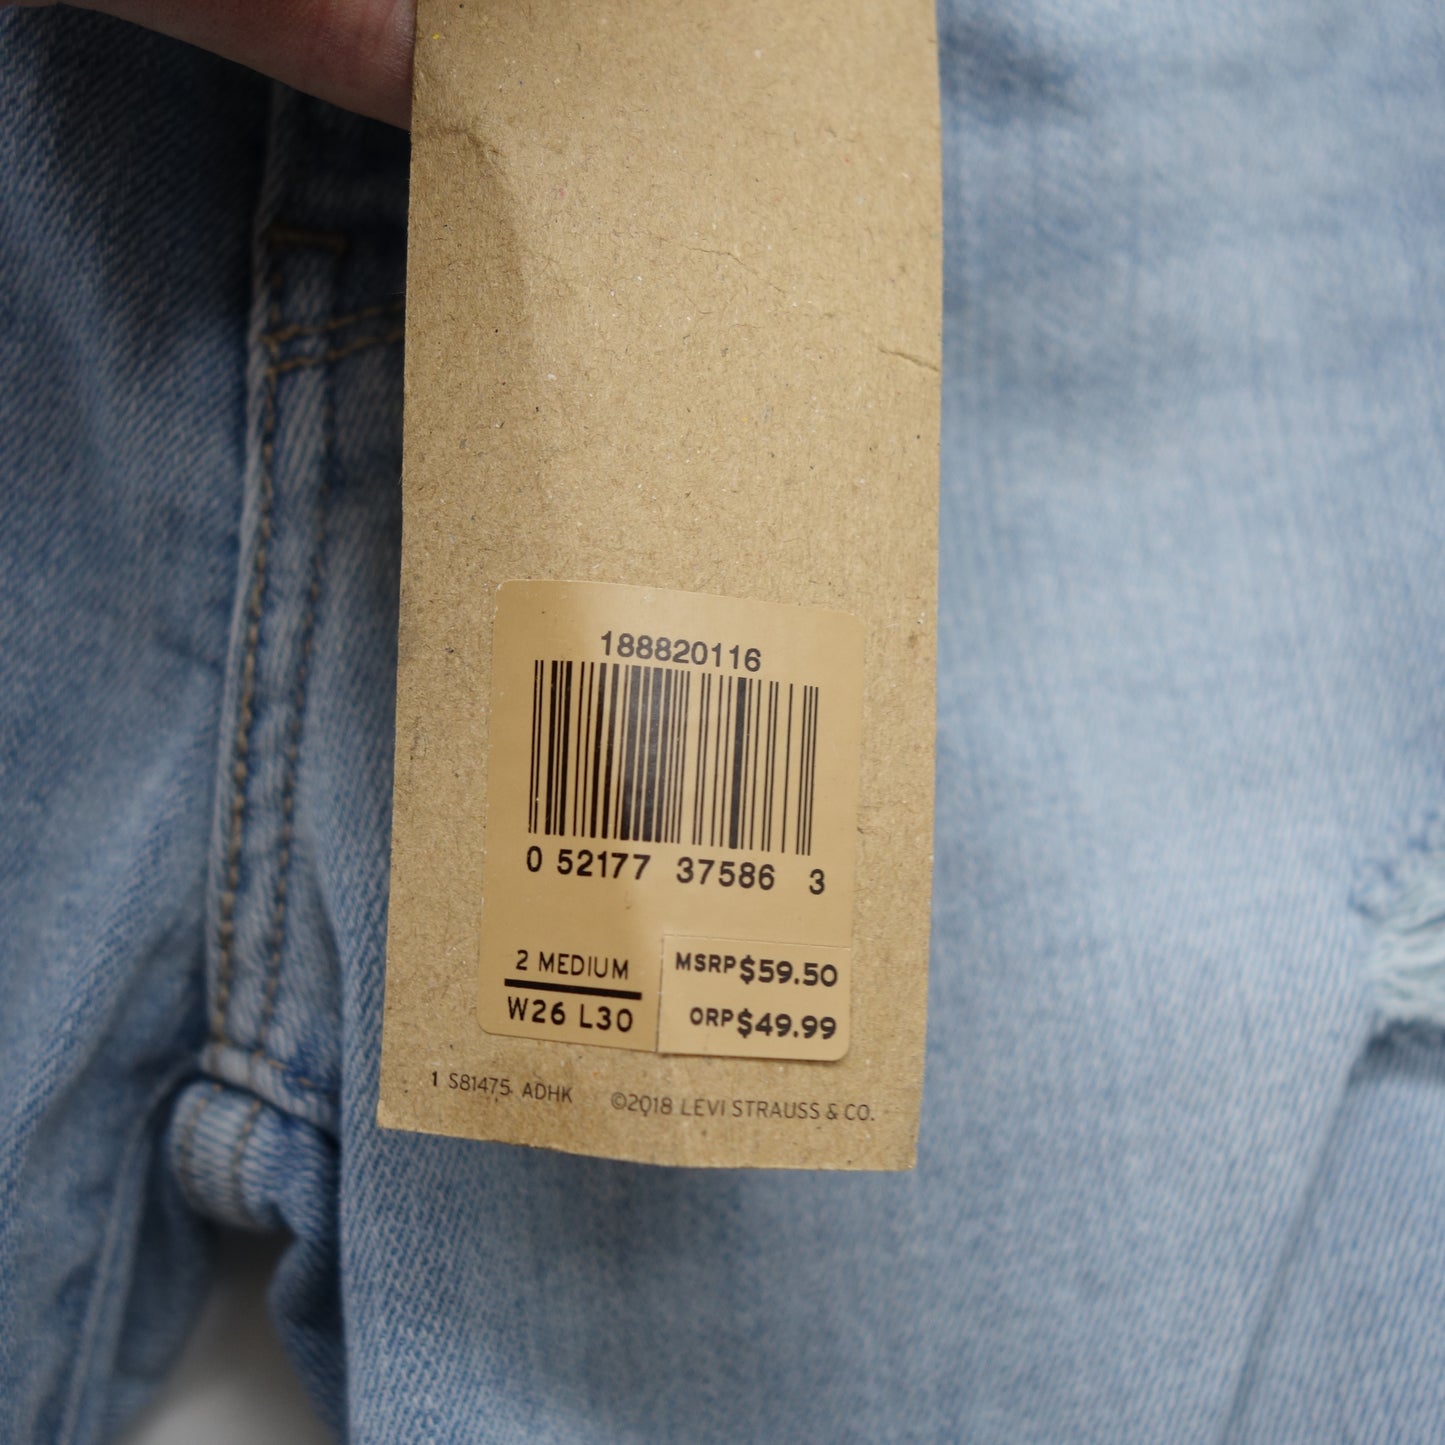 188820116
0 52177 37586 3
2 MEDIUM
W26 L30
MSRP$59.50
ORP$49.99
1 S81475 ADHK ©2018 LEVI STRAUSS & CO.